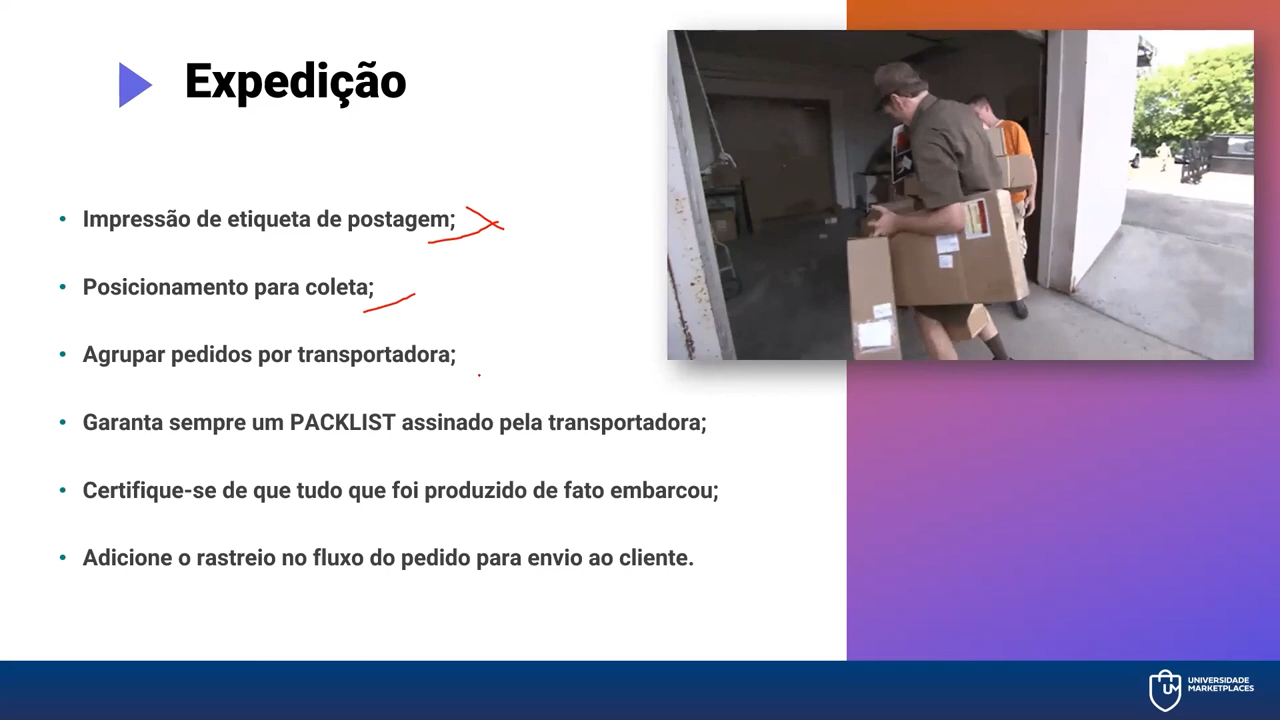 Expedição
Impressão de etiqueta de postagem;
Posicionamento para coleta;
Agrupar pedidos por transportadora;
Garanta sempre um PACKLIST assinado pela transportadora;
Certifique-se de que tudo que foi produzido de fato embarcou;
Adicione o rastreio no fluxo do pedido para envio ao cliente.
UM
UNIVERSIDADE
MARKETPLACES